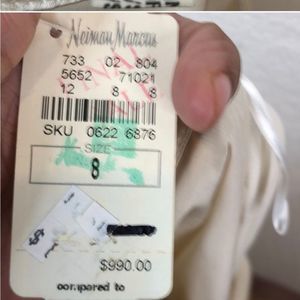 Neiman Marcus
733 02 804
5652 71021
12 8 8
SKU 0622 6876
SIZE
8
$
$990.00
compared to